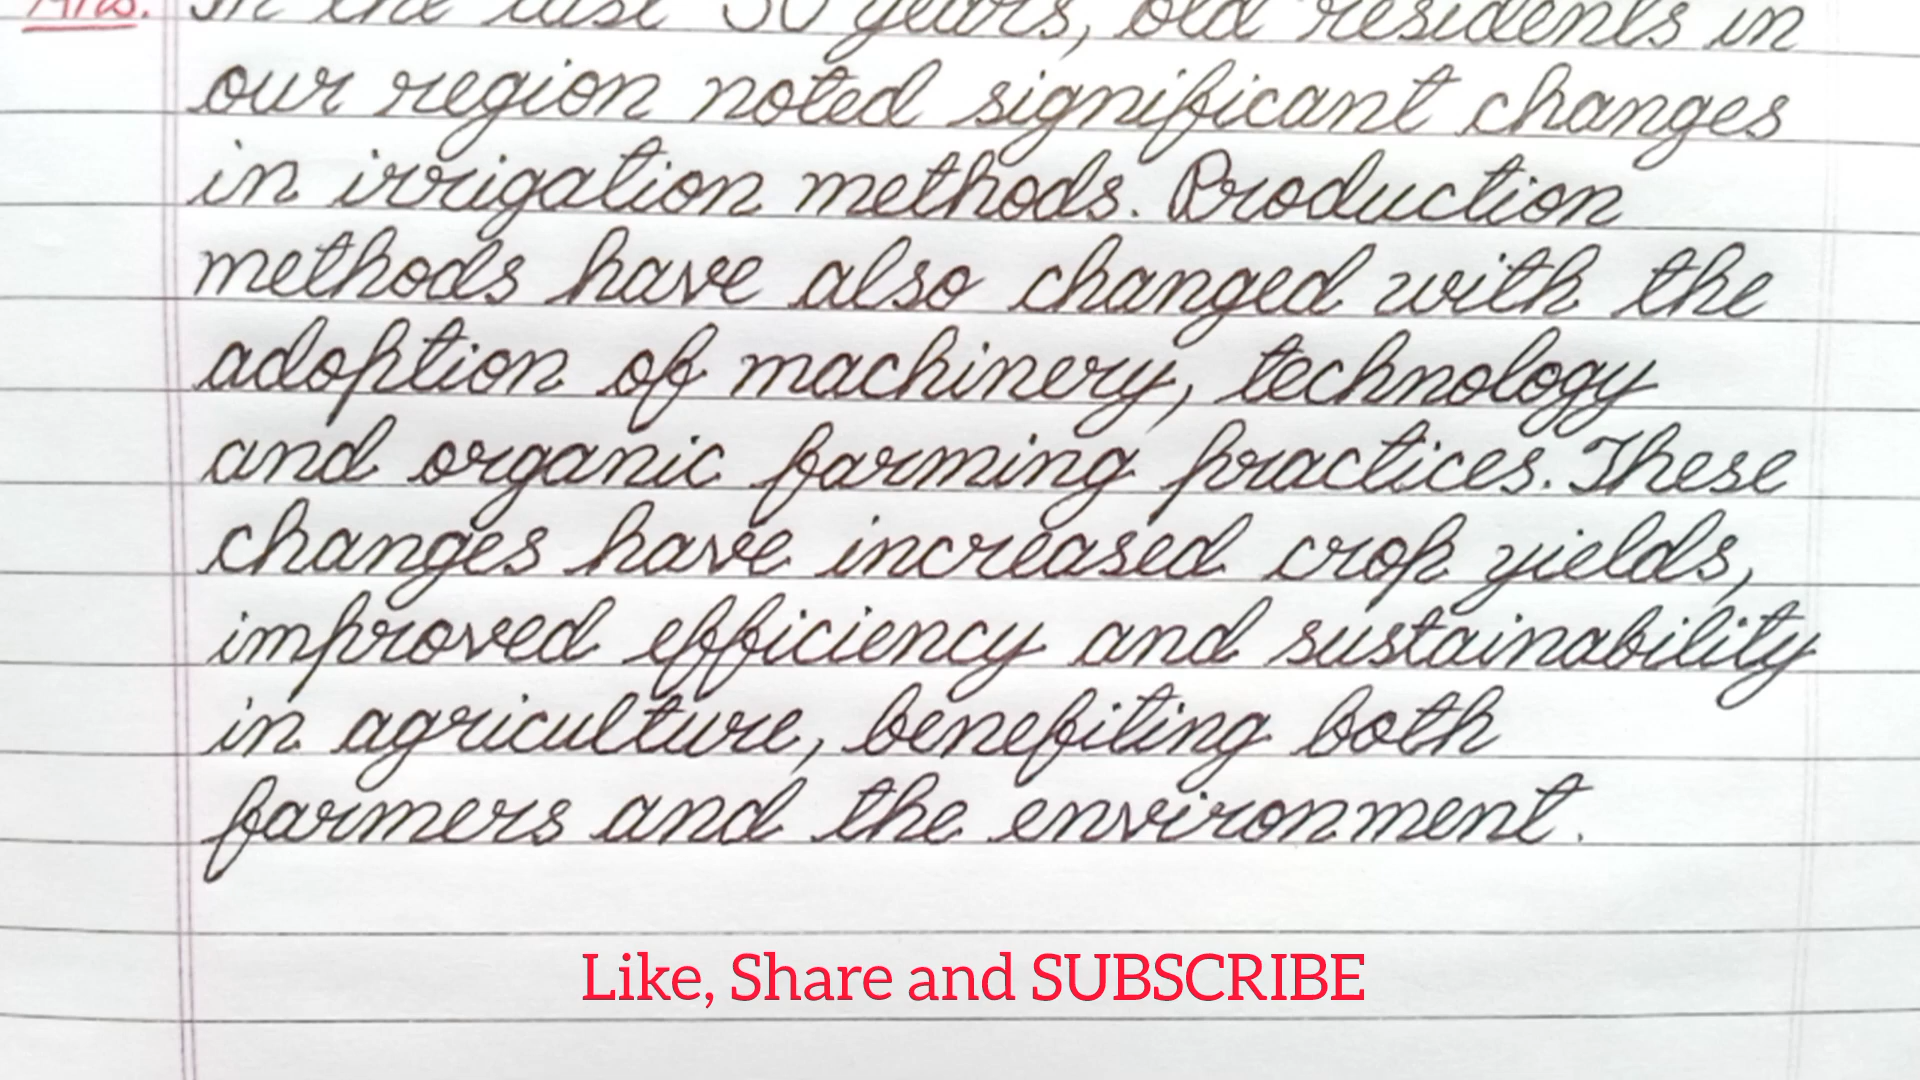 Ans. In the last 30 years, old residents in
our region noted significant changes
in irrigation methods. Production
methods have also changed with the
adoption of machinery, technology
and organic farming practices. These
changes have increased crop yields,
improved efficiency and sustainability
in agriculture, benefiting both
farmers and the environment.
Like, Share and SUBSCRIBE